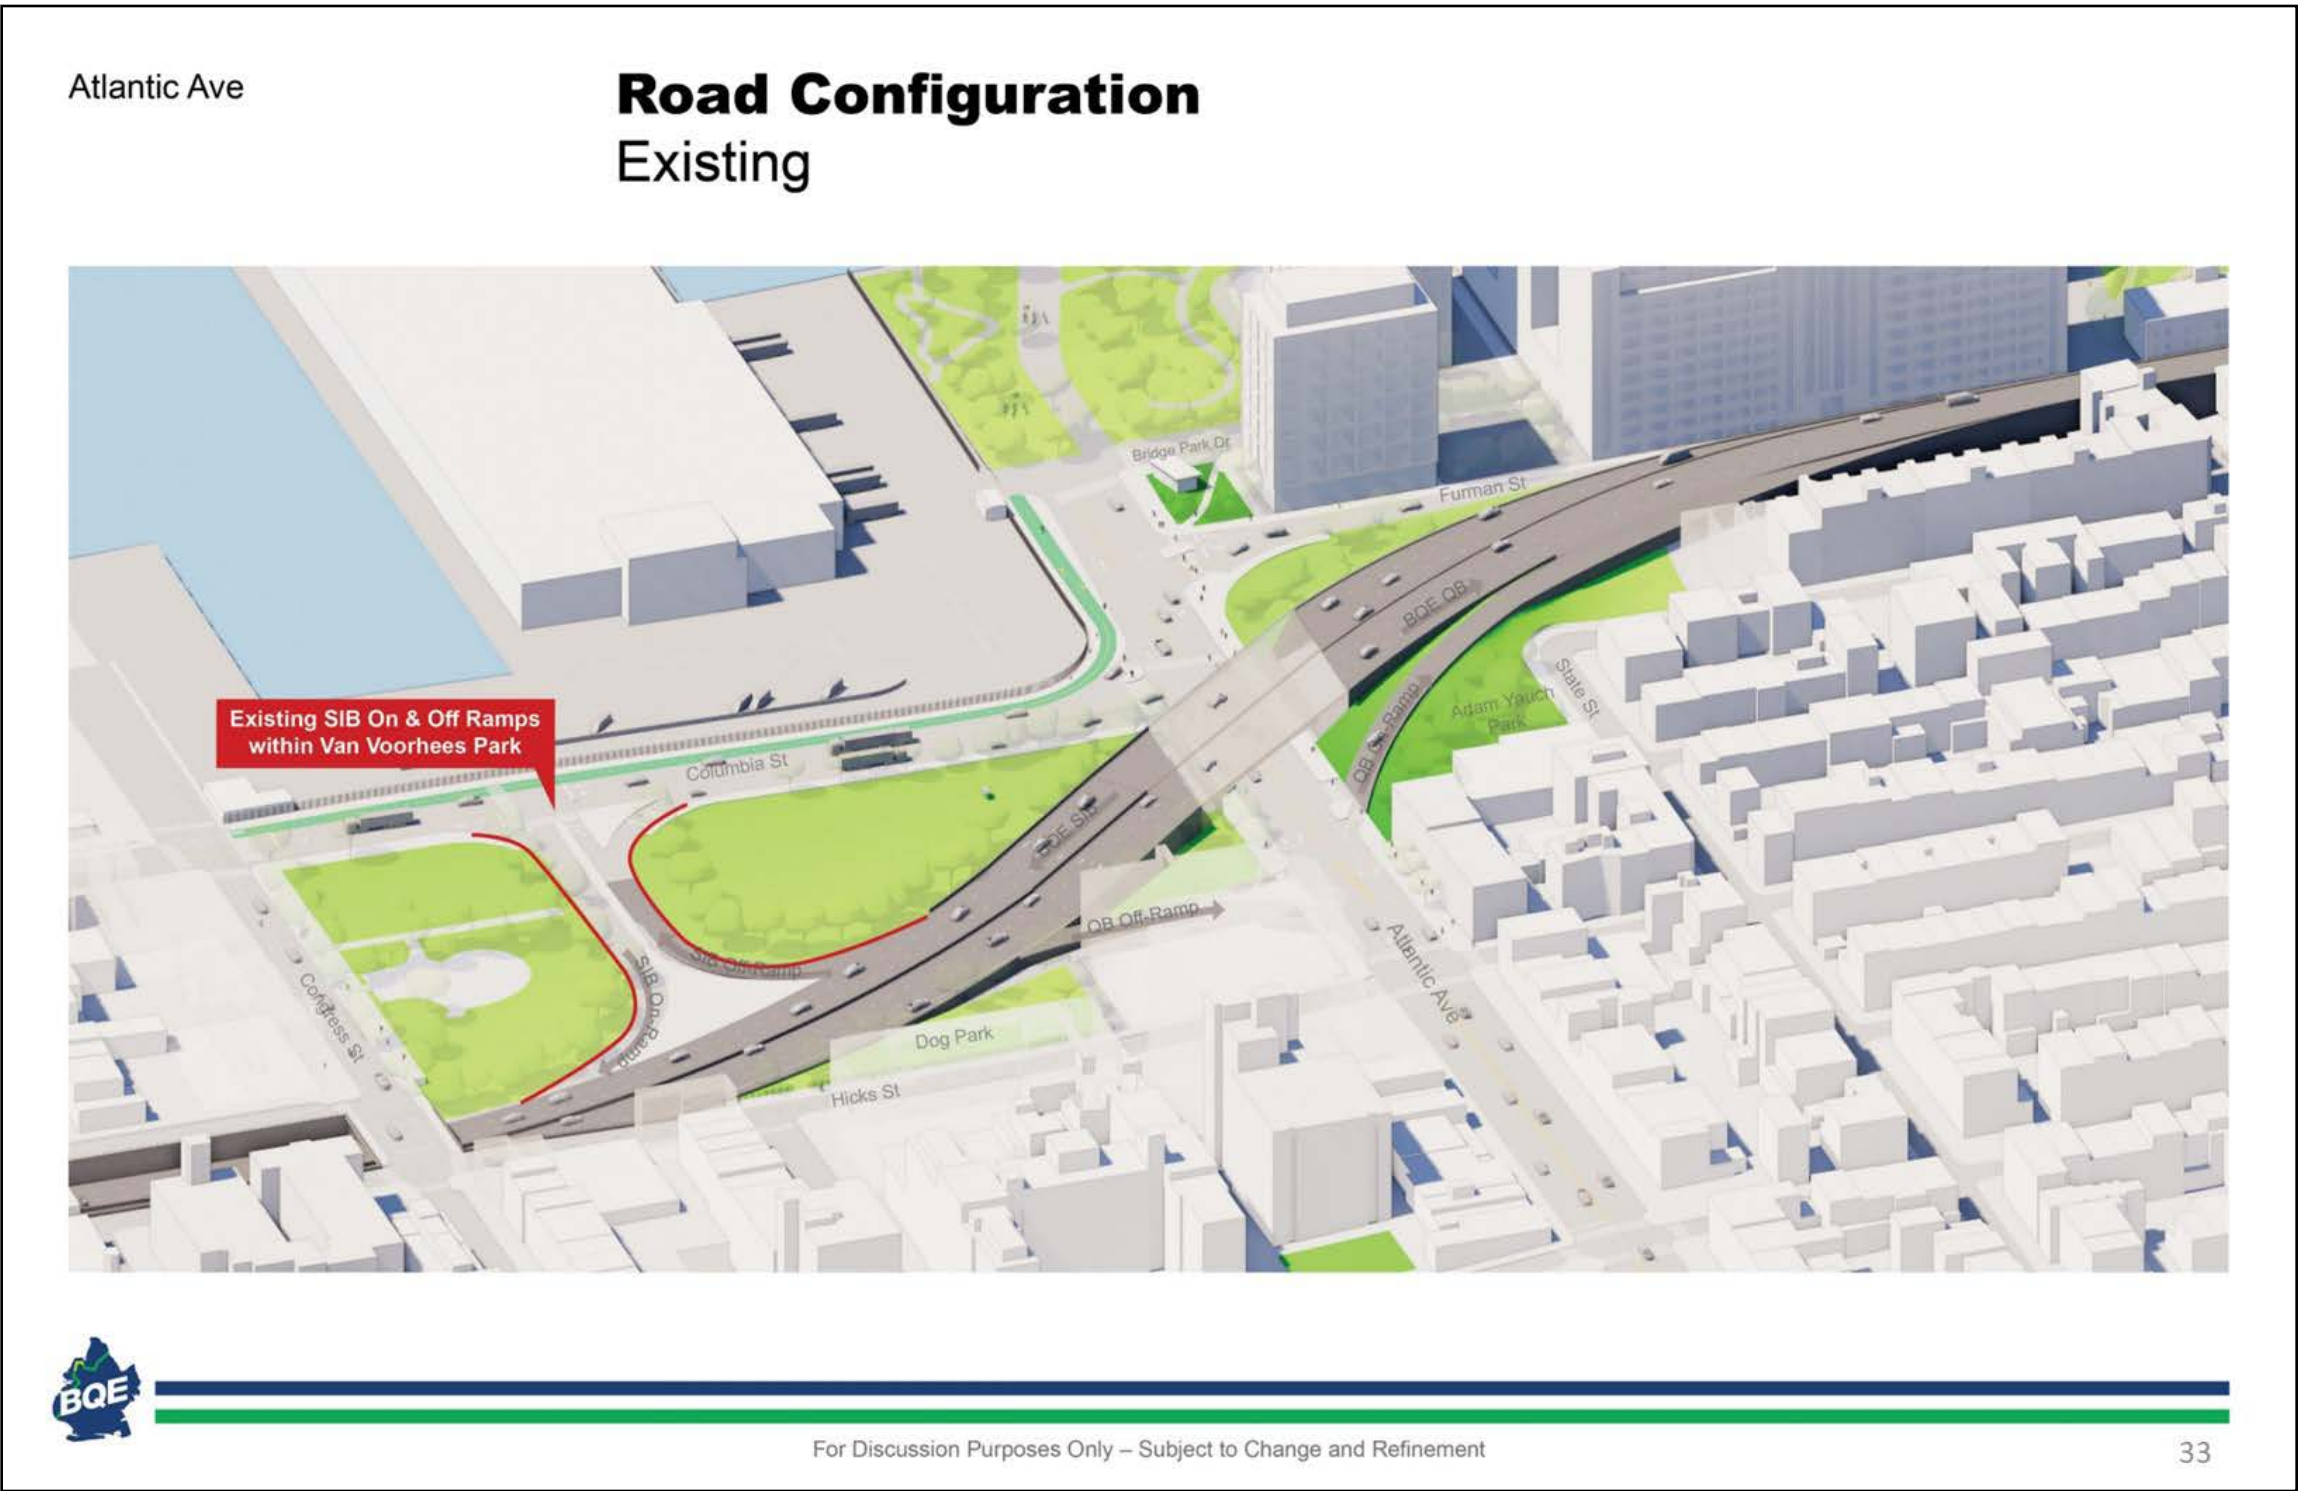 Atlantic Ave
Road Configuration
Existing
Bridge Park Dr
Furman St
BQE QB
State St
Adam Yauch
Park
QB On-Ramp
Existing SIB On & Off Ramps
within Van Voorhees Park
Columbia St
BQE SIB
QB Off-Ramp
SIB Off-Ramp
SIB On-Ramp
Atlantic Ave
Congress St
Dog Park
Hicks St
BQE
For Discussion Purposes Only – Subject to Change and Refinement
33